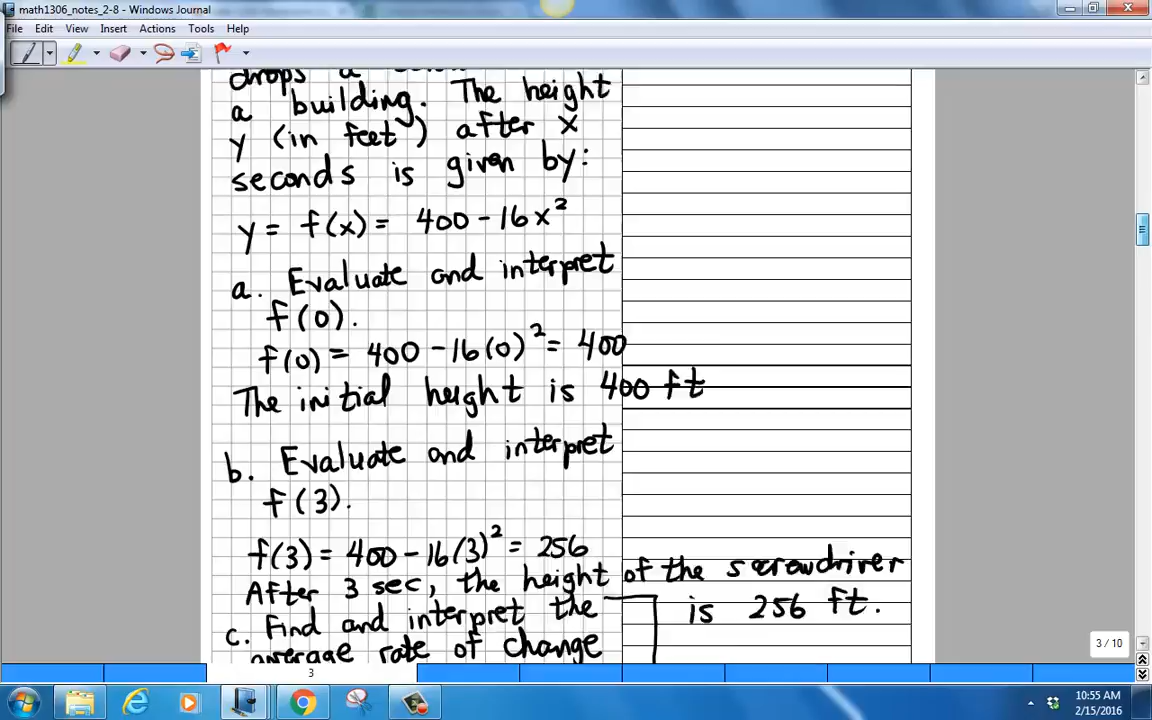 math1306_notes_2-8 - Windows Journal
File Edit View Insert Actions Tools Help
drops a
a building. The height
y (in feet) after x
seconds is given by:
y = f(x) = 400 - 16x²
a. Evaluate and interpret
f(0).
f(0) = 400 - 16(0)² = 400
The initial height is 400 ft
b. Evaluate and interpret
f(3).
f(3) = 400 - 16(3)² = 256
After 3 sec, the height of the screwdriver
is 256 ft.
c. Find and interpret the
average rate of change
3 / 10
3
10:55 AM
2/15/2016